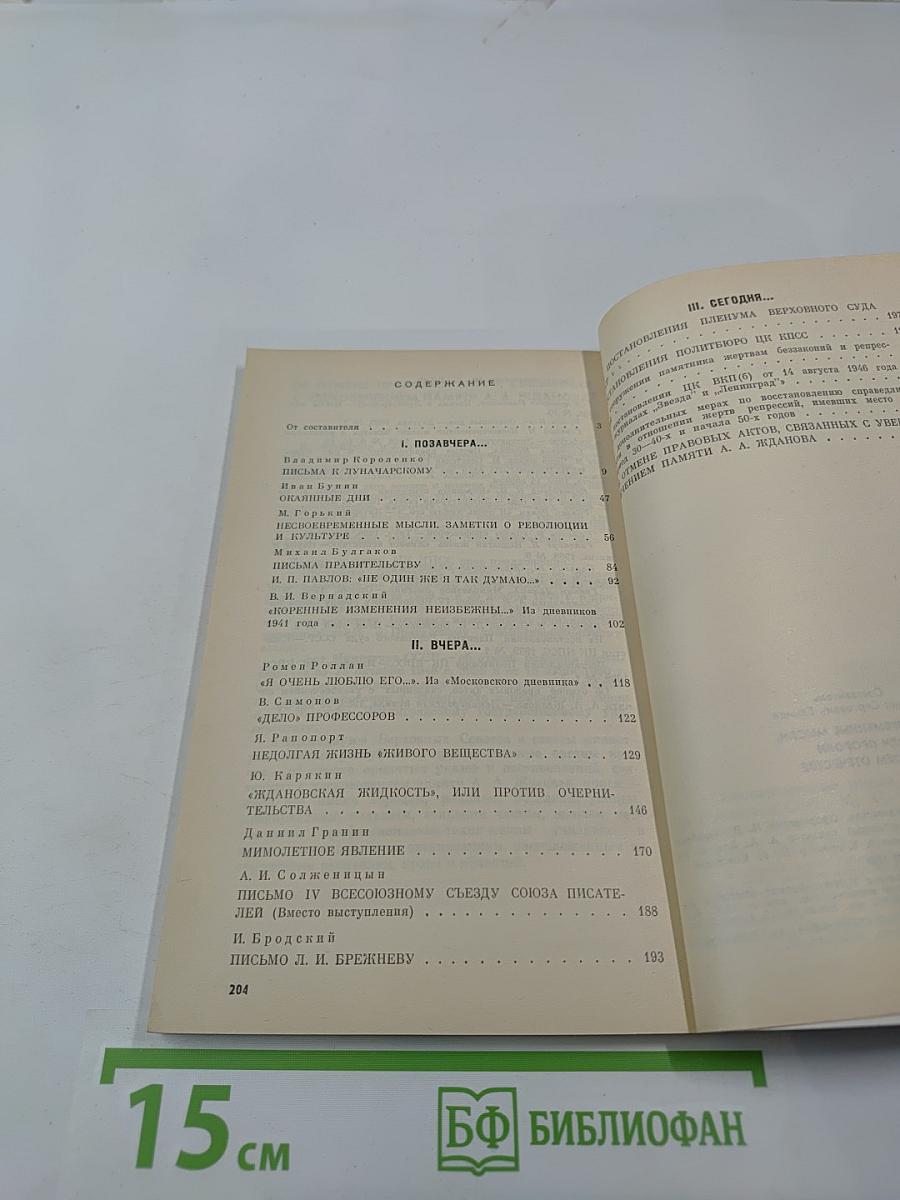 СОДЕРЖАНИЕ
От составителя . . . . . . . . . . . . . . . . . . 3
I. ПОЗАВЧЕРА...
Владимир Короленко
ПИСЬМА К ЛУНАЧАРСКОМУ . . . . . . . . . . . . 9
Иван Бунин
ОКАЯННЫЕ ДНИ . . . . . . . . . . . . . . . . 47
М. Горький
НЕСВОЕВРЕМЕННЫЕ МЫСЛИ. ЗАМЕТКИ О РЕВОЛЮЦИИ
И КУЛЬТУРЕ . . . . . . . . . . . . . . . . . 56
Михаил Булгаков
ПИСЬМА ПРАВИТЕЛЬСТВУ . . . . . . . . . . . . 84
И. П. ПАВЛОВ: «НЕ ОДИН ЖЕ Я ТАК ДУМАЮ...» . . . . 92
В. И. Вернадский
«КОРЕННЫЕ ИЗМЕНЕНИЯ НЕИЗБЕЖНЫ...» Из дневников
1941 года . . . . . . . . . . . . . . . . . . 102
II. ВЧЕРА...
Ромен Роллан
«Я ОЧЕНЬ ЛЮБЛЮ ЕГО...». Из «Московского дневника» . . 118
В. Симонов
«ДЕЛО» ПРОФЕССОРОВ . . . . . . . . . . . . . 122
Я. Рапопорт
НЕДОЛГАЯ ЖИЗНЬ «ЖИВОГО ВЕЩЕСТВА» . . . . . . 129
Ю. Карякин
«ЖДАНОВСКАЯ ЖИДКОСТЬ», ИЛИ ПРОТИВ ОЧЕРНИ-
ТЕЛЬСТВА . . . . . . . . . . . . . . . . . . 146
Даниил Гранин
МИМОЛЕТНОЕ ЯВЛЕНИЕ . . . . . . . . . . . . . 170
А. И. Солженицын
ПИСЬМО IV ВСЕСОЮЗНОМУ СЪЕЗДУ СОЮЗА ПИСАТЕ-
ЛЕЙ (Вместо выступления) . . . . . . . . . . . 188
И. Бродский
ПИСЬМО Л. И. БРЕЖНЕВУ . . . . . . . . . . . . 193
204
III. СЕГОДНЯ...
ПОСТАНОВЛЕНИЯ ПЛЕНУМА ВЕРХОВНОГО СУДА
ПОЛИТБЮРО ЦК КПСС . . . . . .
памятника жертвам беззаконий и репрес-
ЦК ВКП(б) от 14 августа 1946 года
журналах „Звезда" и „Ленинград"» . . . . . .
мерах по восстановлению справедли
в отношении жертв репрессий, имевших место
30—40-х и начала 50-х годов . . . . . .
ОТМЕНЕ ПРАВОВЫХ АКТОВ, СВЯЗАННЫХ С УВЕ
ПАМЯТИ А. А. ЖДАНОВА . . . . . .
15 см
БФ БИБЛИОФАН